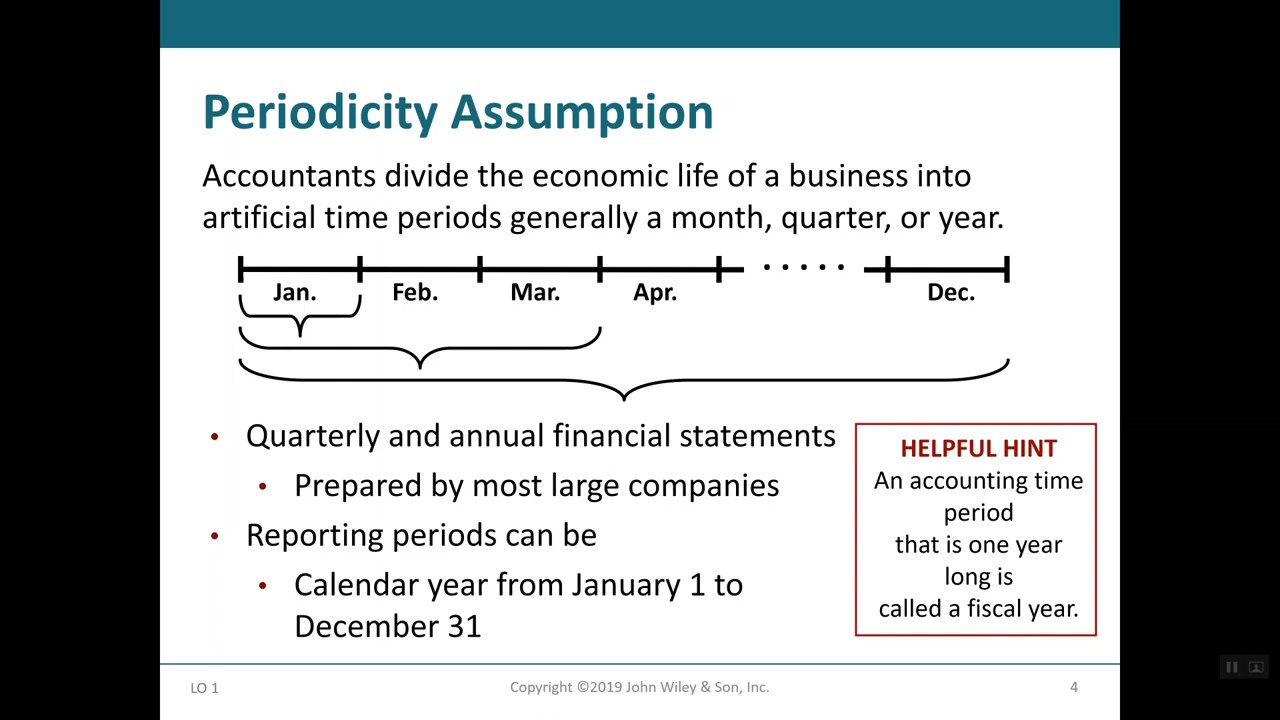 Periodicity Assumption
Accountants divide the economic life of a business into
artificial time periods generally a month, quarter, or year.
. . . . .
Jan. Feb. Mar. Apr. Dec.
• Quarterly and annual financial statements
• Prepared by most large companies
• Reporting periods can be
• Calendar year from January 1 to
December 31
HELPFUL HINT
An accounting time
period
that is one year
long is
called a fiscal year.
LO 1
Copyright ©2019 John Wiley & Son, Inc.
4